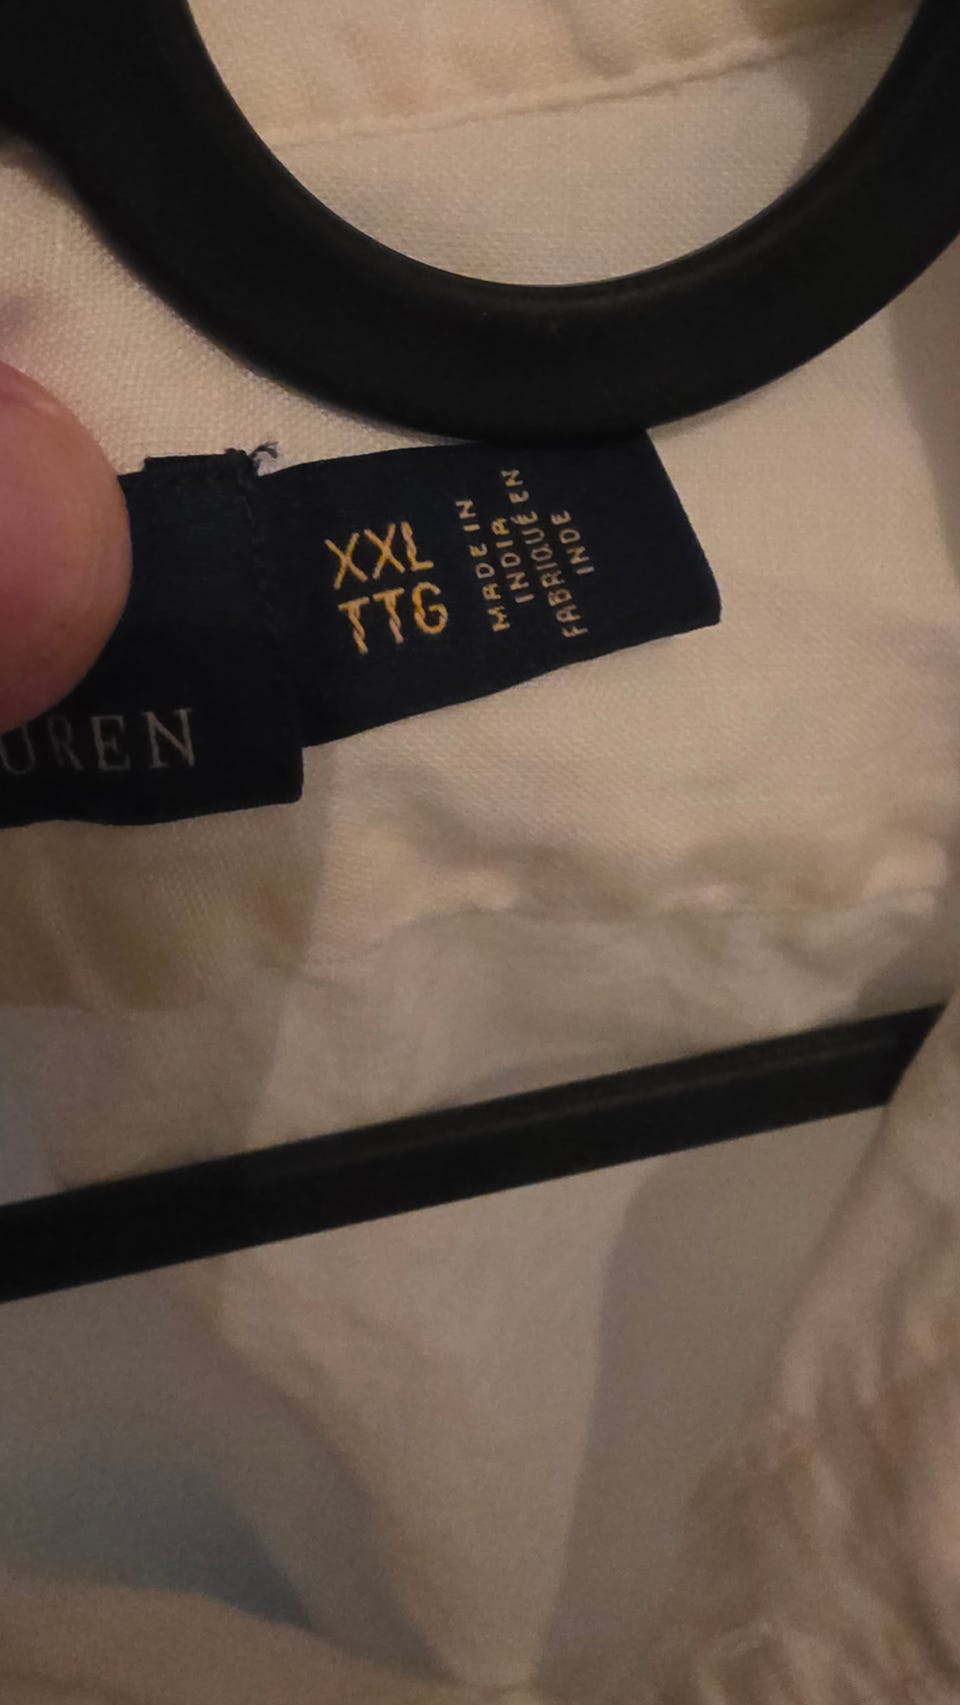 XXL
TTG
MADE IN
INDIA
FABRIQUÉ EN
INDE
UREN